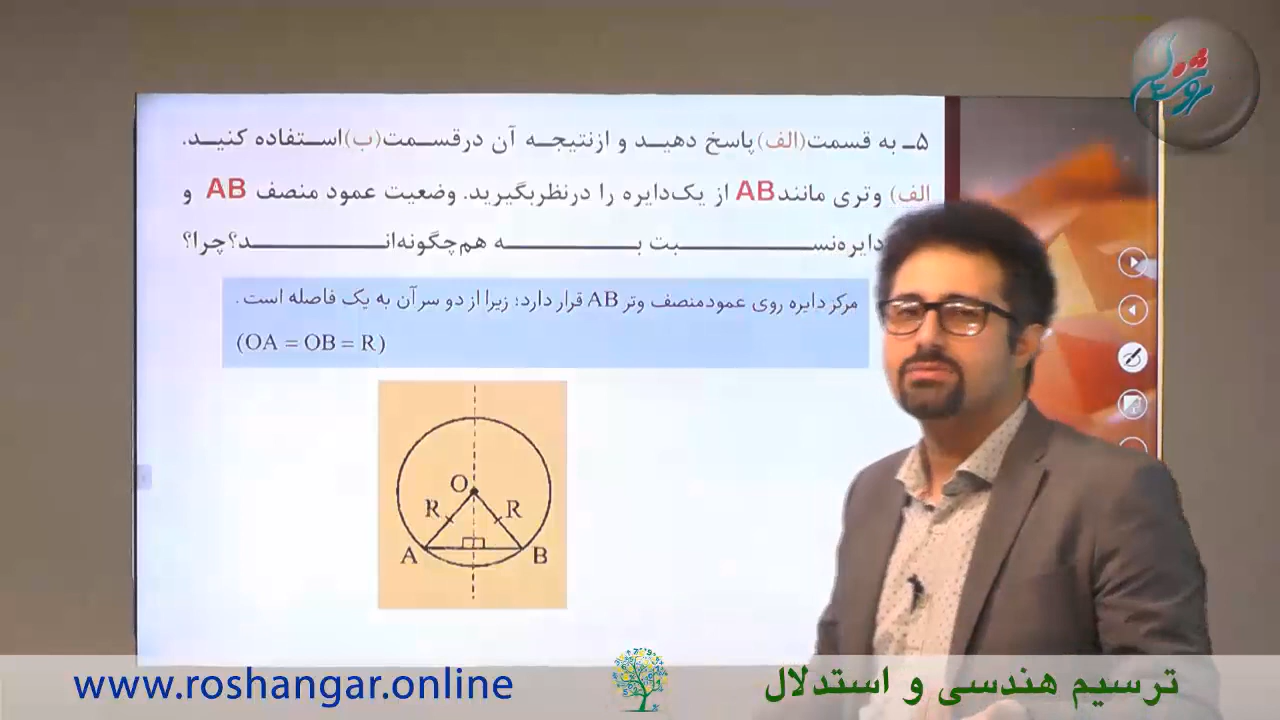 ۵ـ به قسمت (الف) پاسخ دهید و ازنتیجه آن درقسمت (ب) استفاده کنید.
الف) وتری مانند AB از یک‌دایره را درنظربگیرید. وضعیت عمود منصف AB و
دایره‌نسبت به هم‌چگونه‌اند؟چرا؟
مرکز دایره روی عمودمنصف وتر AB قرار دارد؛ زیرا از دو سر آن به یک فاصله است.
(OA = OB = R)
O
R R
A B
www.roshangar.online
ترسیم هندسی و استدلال